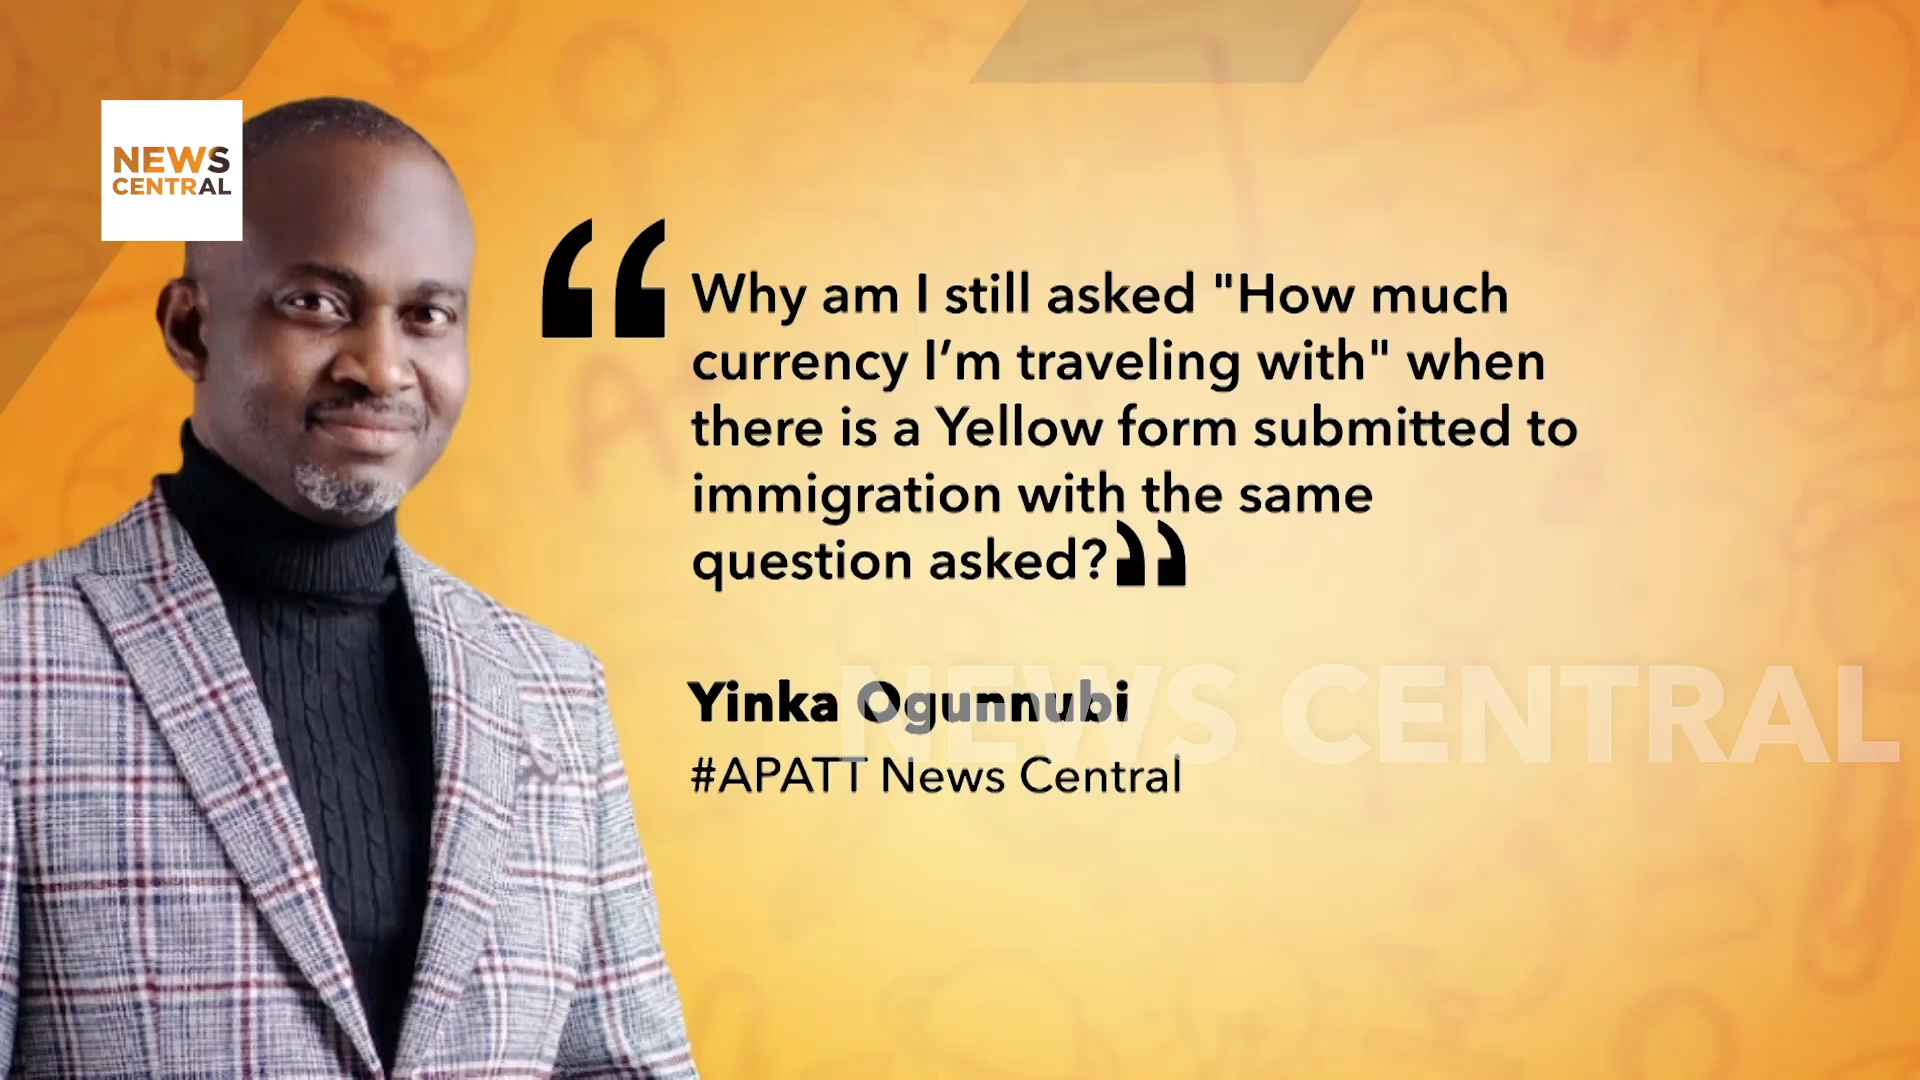 NEWS
CENTRAL
“Why am I still asked "How much
currency I’m traveling with" when
there is a Yellow form submitted to
immigration with the same
question asked?”
Yinka Ogunnubi
#APATT News Central
NEWS CENTRAL